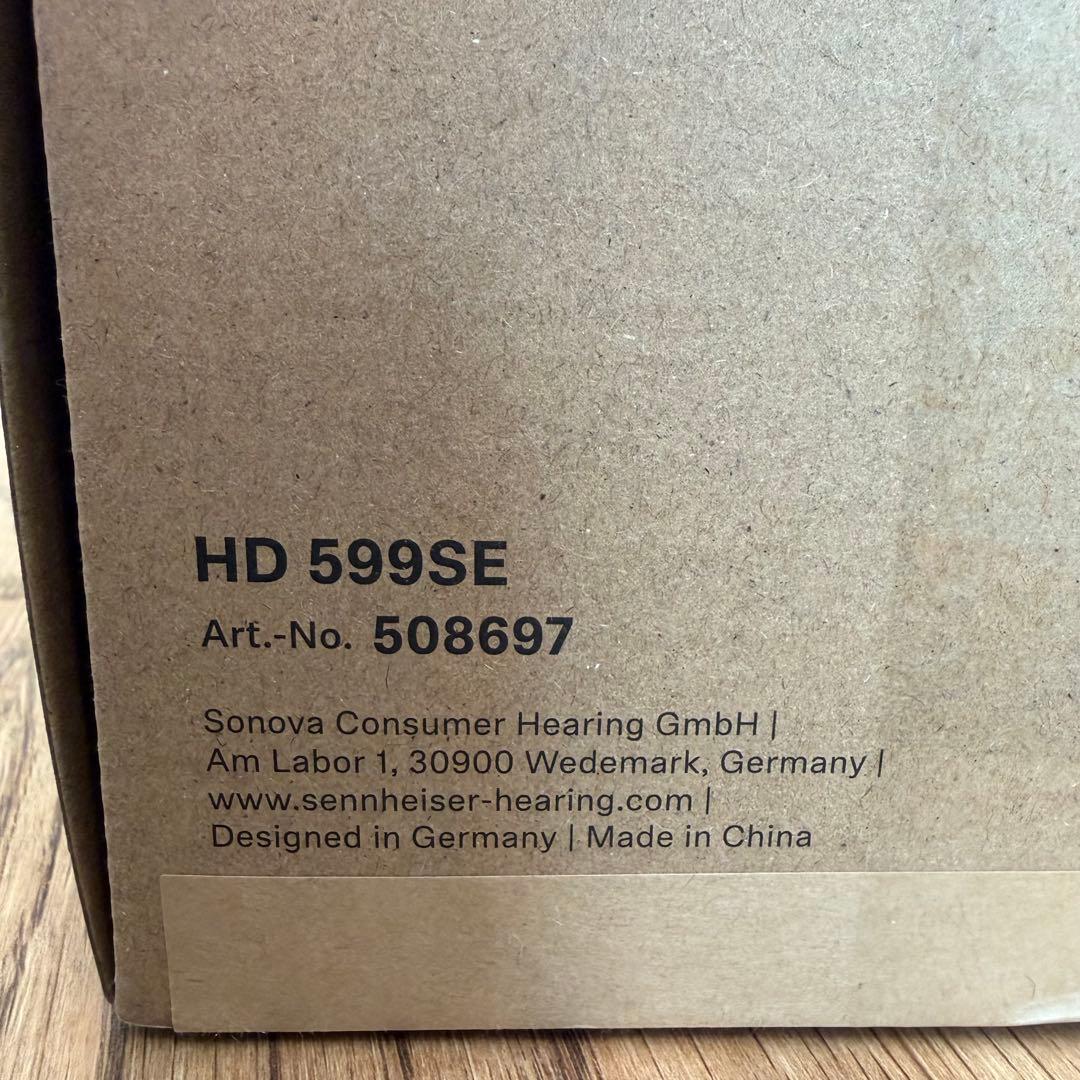 HD 599SE
Art.-No. 508697
Sonova Consumer Hearing GmbH |
Am Labor 1, 30900 Wedemark, Germany |
www.sennheiser-hearing.com |
Designed in Germany | Made in China